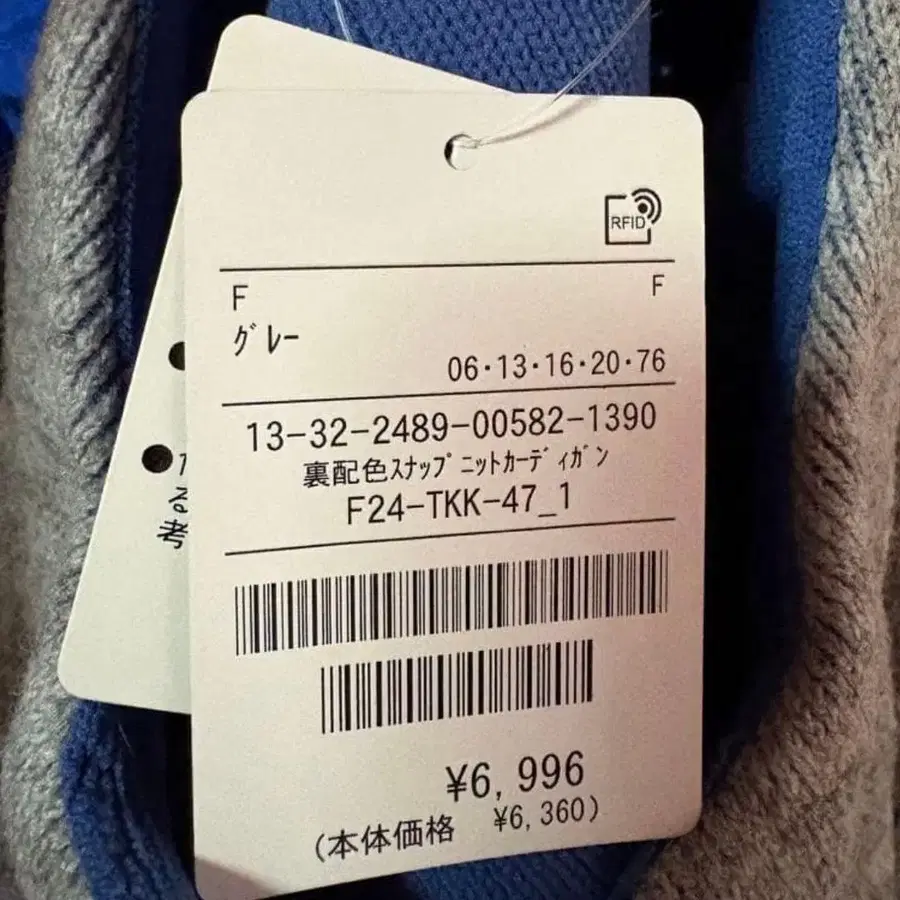 RFID
F F
グレー
06・13・16・20・76
13-32-2489-00582-1390
裏配色スナップニットカーディガン
F24-TKK-47_1
¥6,996
(本体価格 ¥6,360)
考